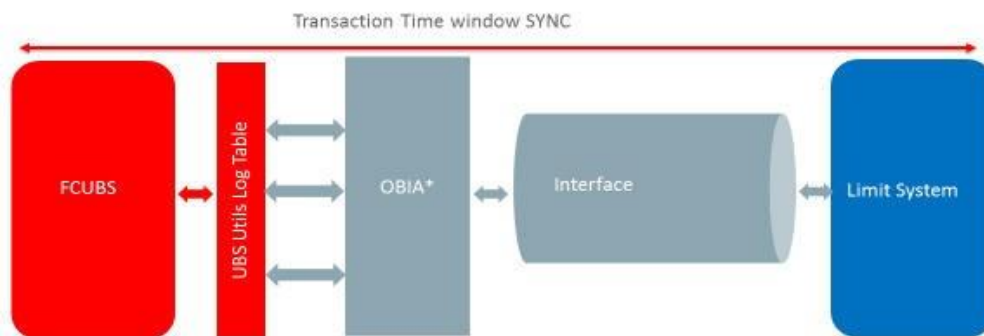 Transaction Time window SYNC
FCUBS
UBS Utils Log Table
OBIA*
Interface
Limit System